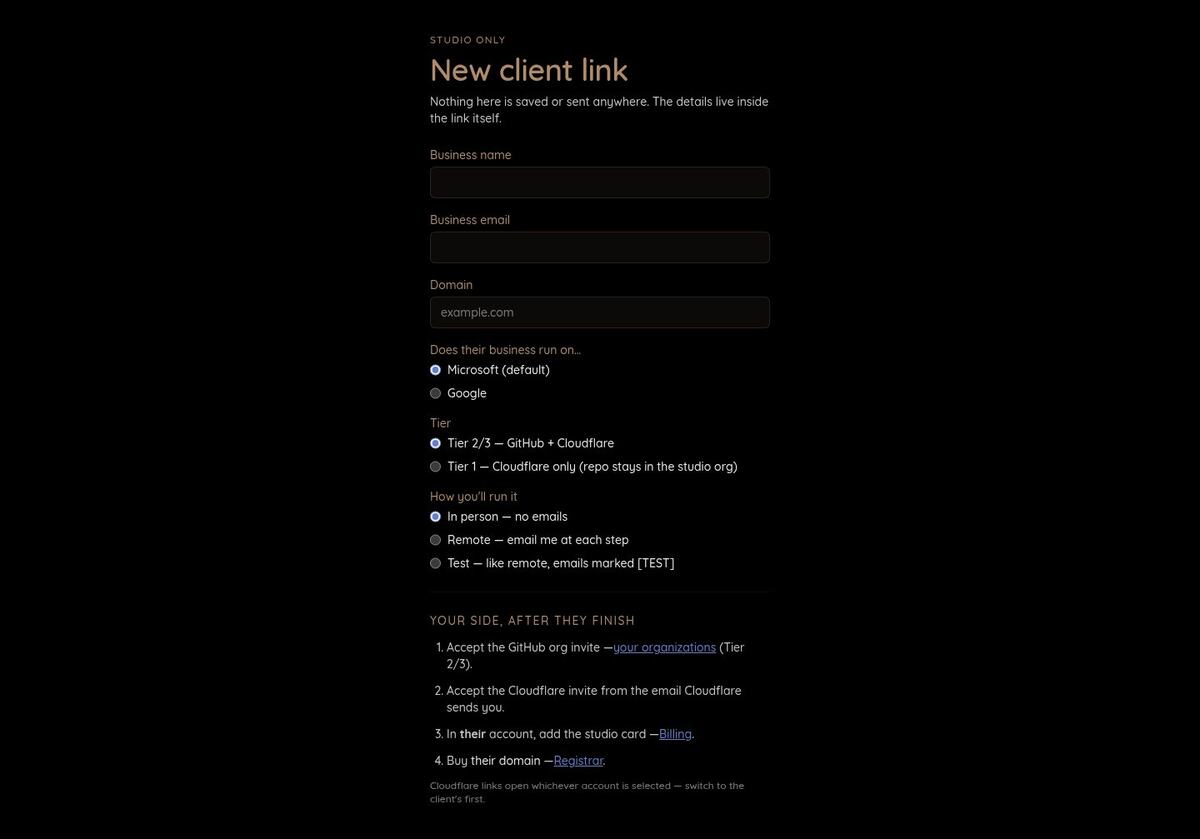 STUDIO ONLY
New client link
Nothing here is saved or sent anywhere. The details live inside
the link itself.
Business name
Business email
Domain
example.com
Does their business run on...
Microsoft (default)
Google
Tier
Tier 2/3 — GitHub + Cloudflare
Tier 1 — Cloudflare only (repo stays in the studio org)
How you'll run it
In person — no emails
Remote — email me at each step
Test — like remote, emails marked [TEST]
YOUR SIDE, AFTER THEY FINISH
1. Accept the GitHub org invite —your organizations (Tier
2/3).
2. Accept the Cloudflare invite from the email Cloudflare
sends you.
3. In their account, add the studio card —Billing.
4. Buy their domain —Registrar.
Cloudflare links open whichever account is selected — switch to the
client's first.